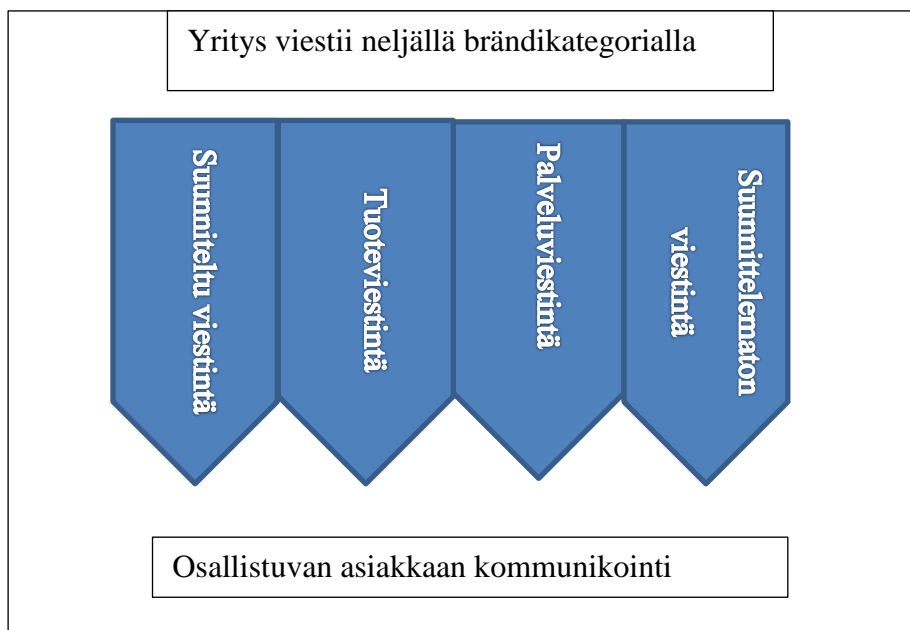 Yritys viestii neljällä brändikategorialla
Suunniteltu viestintä
Tuoteviestintä
Palveluviestintä
Suunnittelematon
viestintä
Osallistuvan asiakkaan kommunikointi